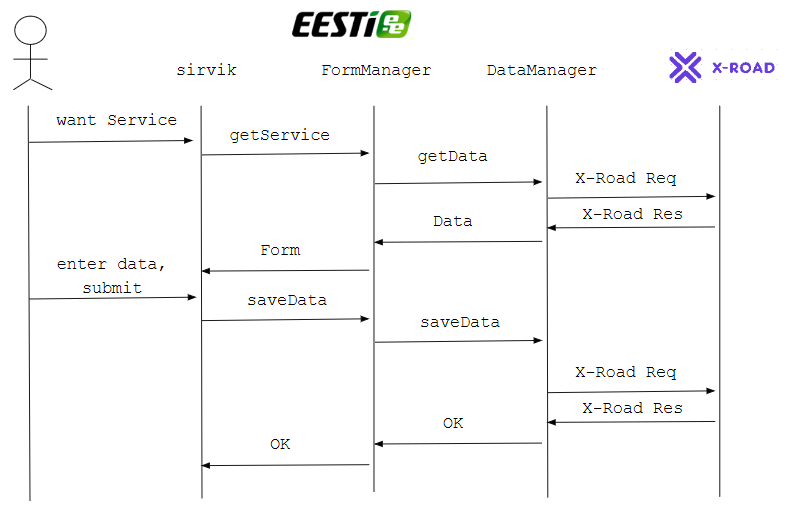 EESTi e.e
sirvik
FormManager
DataManager
X-ROAD
want Service
getService
getData
X-Road Req
X-Road Res
Data
Form
enter data,
submit
saveData
saveData
X-Road Req
X-Road Res
OK
OK